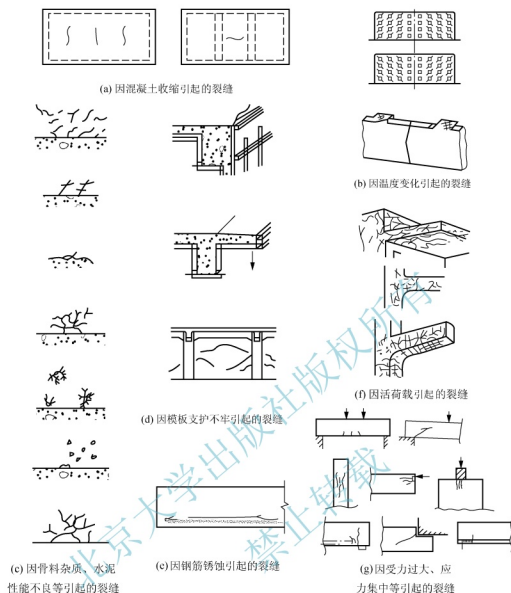 (a) 因混凝土收缩引起的裂缝
(b) 因温度变化引起的裂缝
(f) 因活荷载引起的裂缝
(d) 因模板支护不牢引起的裂缝
(c) 因骨料杂质、水泥
性能不良等引起的裂缝
(e) 因钢筋锈蚀引起的裂缝
(g) 因受力过大、应
力集中等引起的裂缝
北京大学出版社版权所有
禁止转载